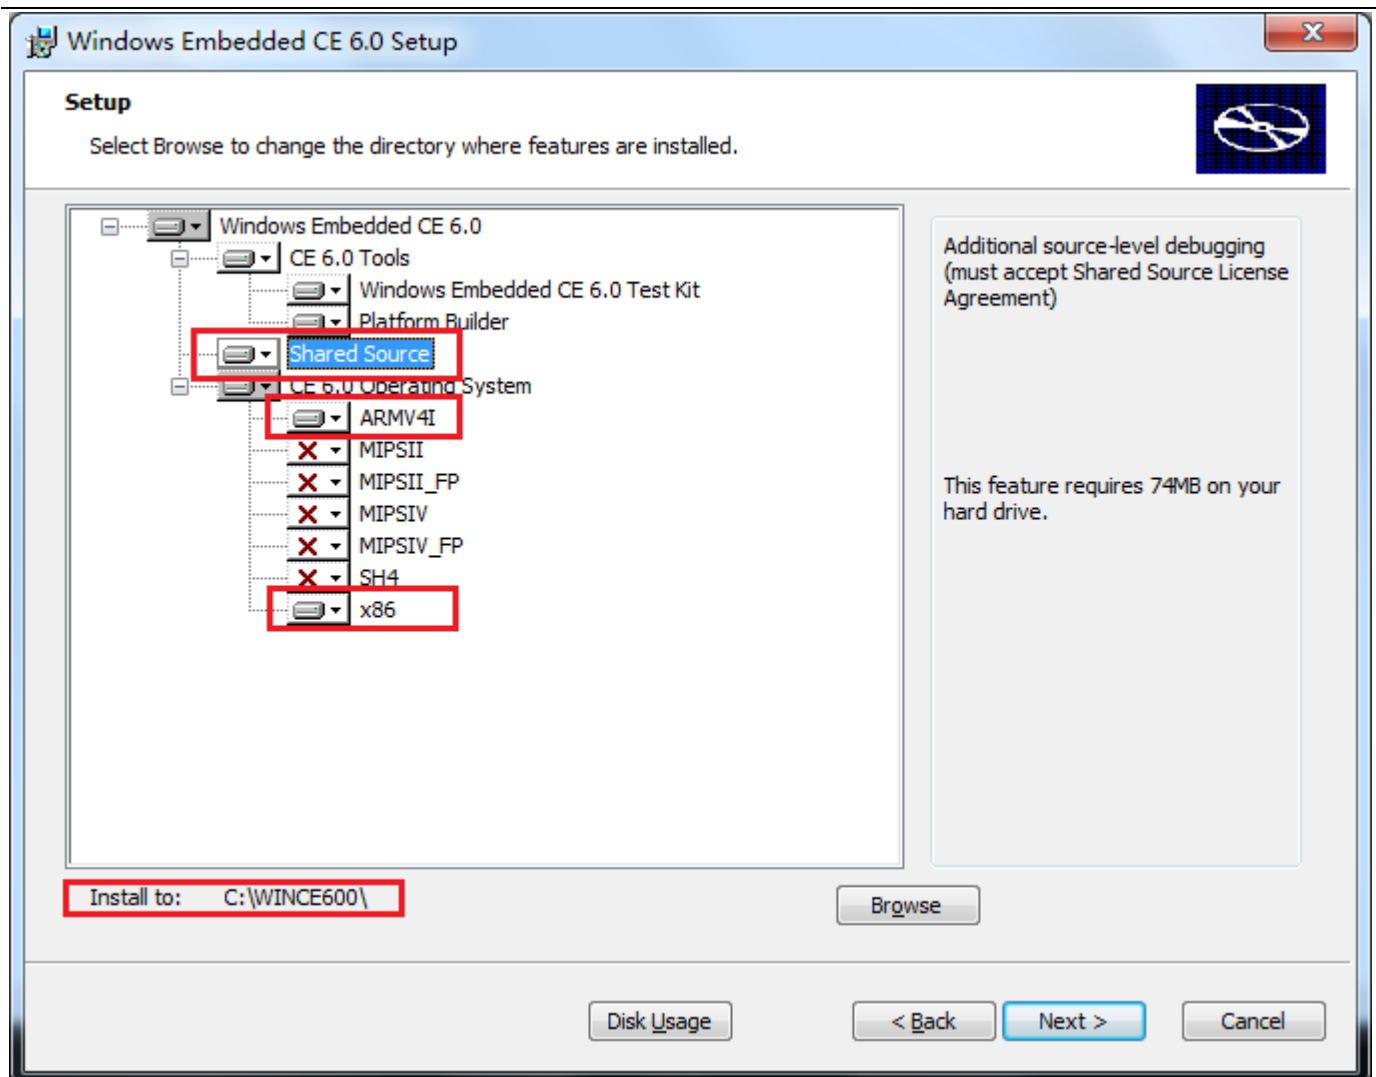 Windows Embedded CE 6.0 Setup
Setup
Select Browse to change the directory where features are installed.
Windows Embedded CE 6.0
CE 6.0 Tools
Windows Embedded CE 6.0 Test Kit
Platform Builder
Shared Source
CE 6.0 Operating System
ARMV4I
MIPSII
MIPSII_FP
MIPSIV
MIPSIV_FP
SH4
x86
Additional source-level debugging
(must accept Shared Source License
Agreement)
This feature requires 74MB on your
hard drive.
Install to: C:\WINCE600\
Browse
Disk Usage
< Back
Next >
Cancel